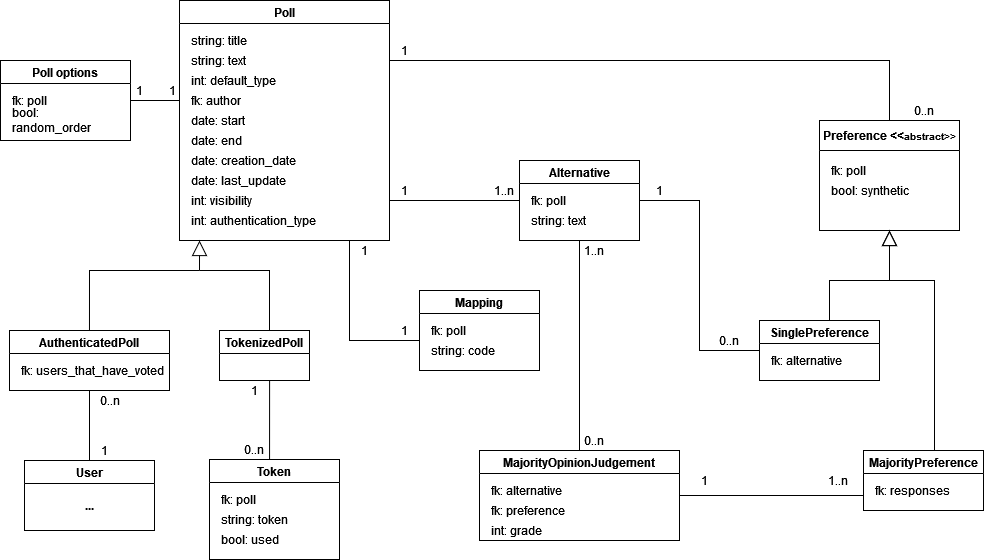 Poll
string: title
string: text
int: default_type
fk: author
date: start
date: end
date: creation_date
date: last_update
int: visibility
int: authentication_type
Poll options
fk: poll
bool:
random_order
1
1
1
0..n
Preference <<abstract>>
fk: poll
bool: synthetic
1
1..n
Alternative
fk: poll
string: text
1
1..n
1
1
Mapping
fk: poll
string: code
AuthenticatedPoll
fk: users_that_have_voted
0..n
1
User
...
TokenizedPoll
1
0..n
Token
fk: poll
string: token
bool: used
0..n
SinglePreference
fk: alternative
0..n
MajorityOpinionJudgement
fk: alternative
fk: preference
int: grade
1
1..n
MajorityPreference
fk: responses